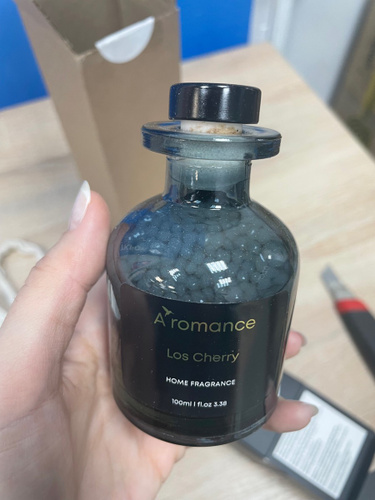 A'romance
Los Cherry
HOME FRAGRANCE
100ml I fl.oz 3.38